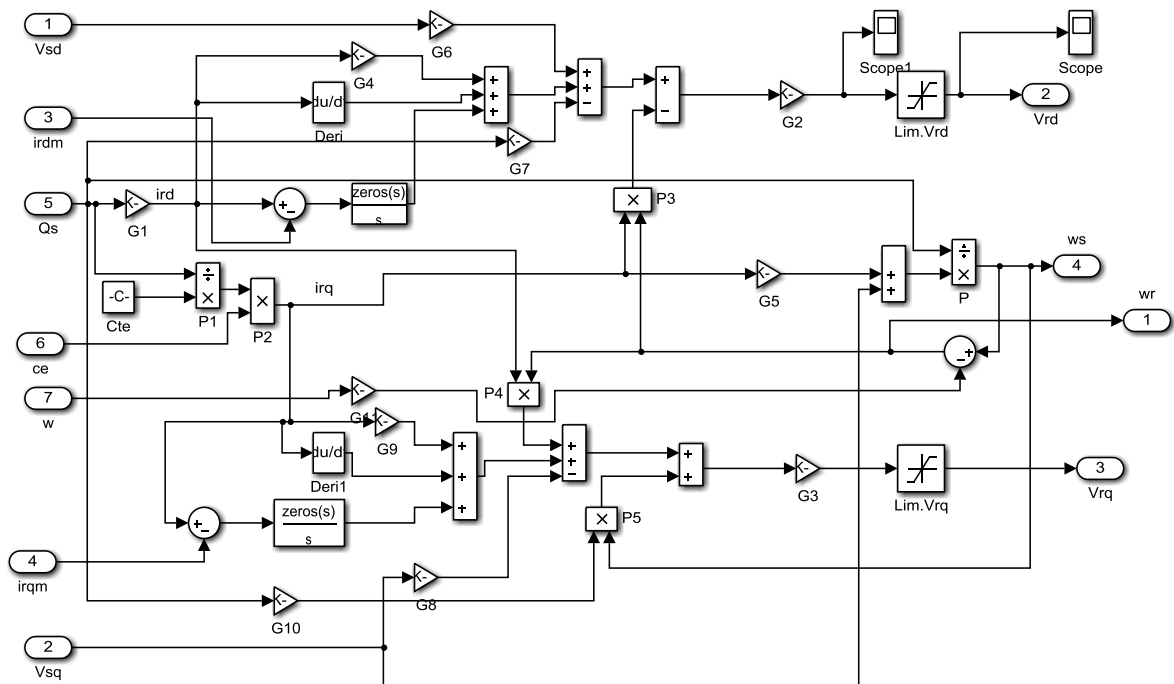 1
Vsd
K-
G6
K-
G4
+
+
+
+
+
−
+
−
K-
G2
Scope1
Scope
Lim.Vrd
2
Vrd
3
irdm
du/dt
Deri
K-
G7
5
Qs
K-
G1
ird
+
−
zeros(s)
s
×
P3
÷
×
P1
×
P2
irq
-C-
Cte
K-
G5
+
+
÷
×
P
ws
4
wr
1
6
ce
−
+
×
P4
7
w
K-
G11
K-
G9
du/dt
Deri1
+
+
+
+
+
−
+
+
K-
G3
Lim.Vrq
3
Vrq
+
−
zeros(s)
s
×
P5
4
irqm
K-
G8
K-
G10
2
Vsq